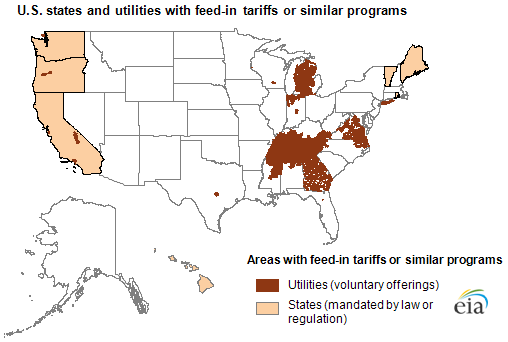 U.S. states and utilities with feed-in tariffs or similar programs
Areas with feed-in tariffs or similar programs
Utilities (voluntary offerings)
States (mandated by law or
regulation)
eia